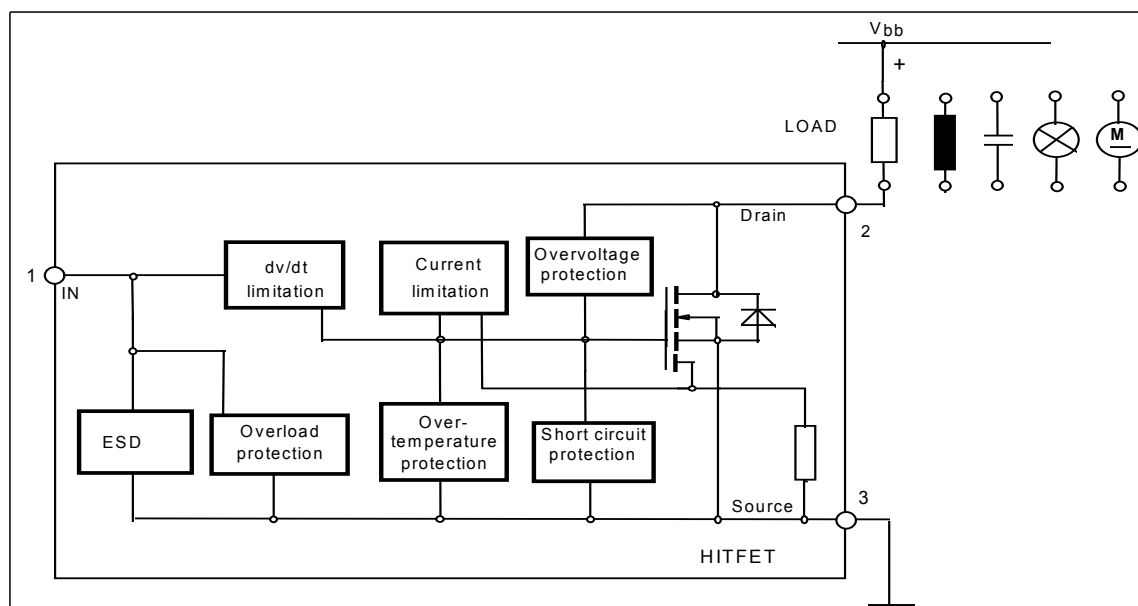 Vbb
+
LOAD
M
Drain
2
1
IN
dv/dt
limitation
Current
limitation
Overvoltage
protection
ESD
Overload
protection
Over-
temperature
protection
Short circuit
protection
Source
3
HITFET